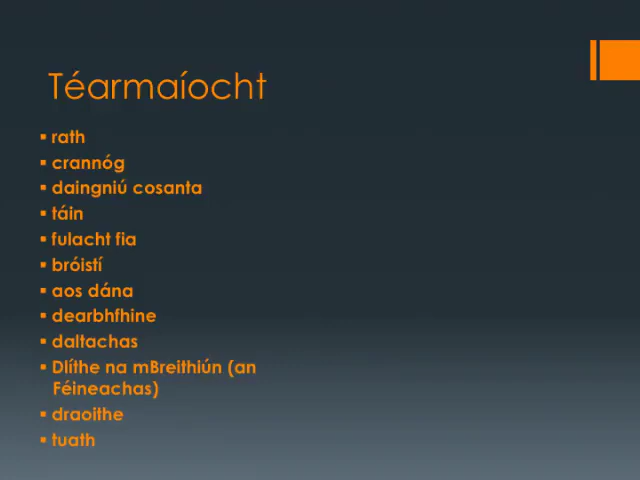 Téarmaíocht
▪ rath
▪ crannóg
▪ daingniú cosanta
▪ táin
▪ fulacht fia
▪ bróistí
▪ aos dána
▪ dearbhfhine
▪ daltachas
▪ Dlíthe na mBreithiún (an
Féineachas)
▪ draoithe
▪ tuath